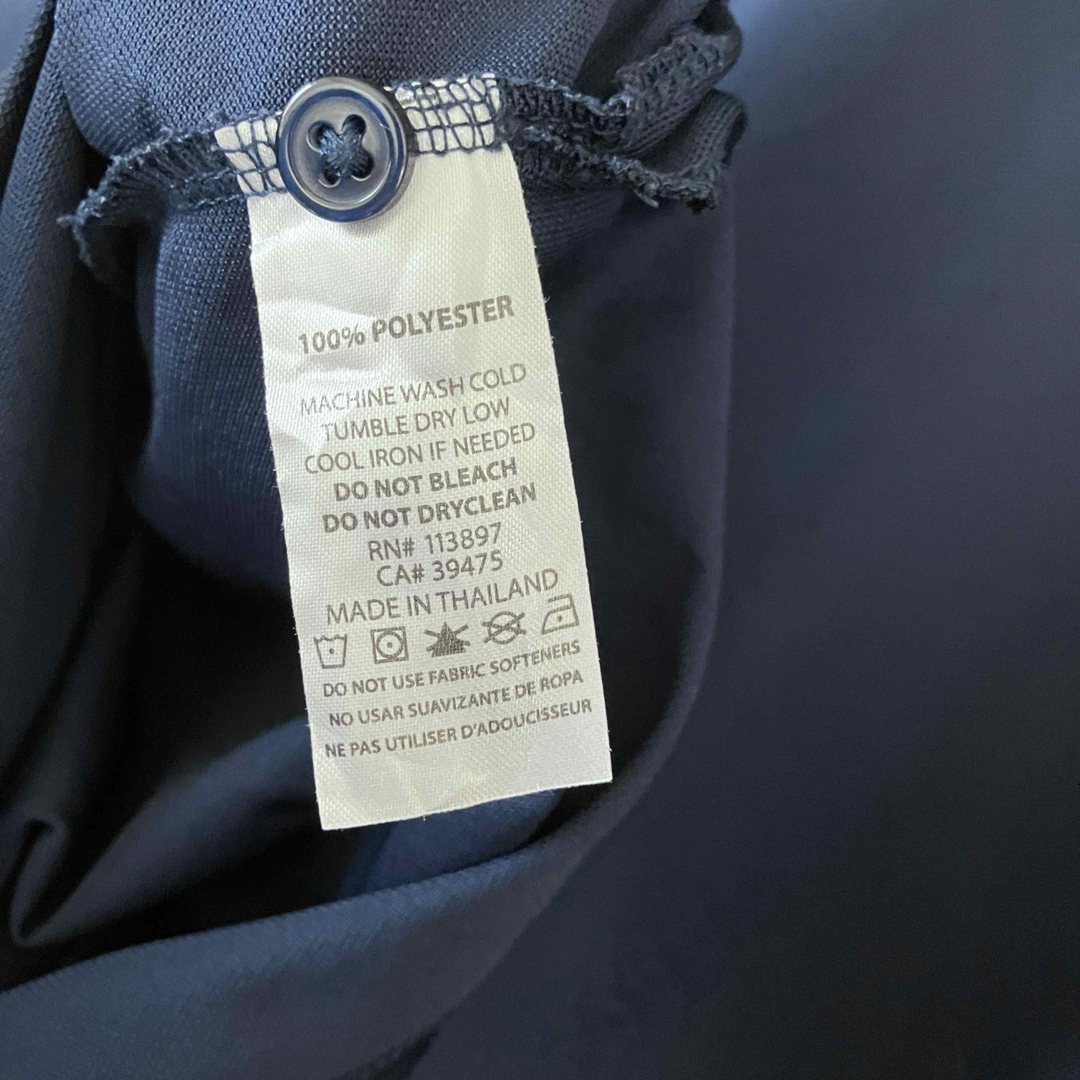 100% POLYESTER
MACHINE WASH COLD
TUMBLE DRY LOW
COOL IRON IF NEEDED
DO NOT BLEACH
DO NOT DRYCLEAN
RN# 113897
CA# 39475
MADE IN THAILAND
DO NOT USE FABRIC SOFTENERS
NO USAR SUAVIZANTE DE ROPA
NE PAS UTILISER D'ADOUCISSEUR